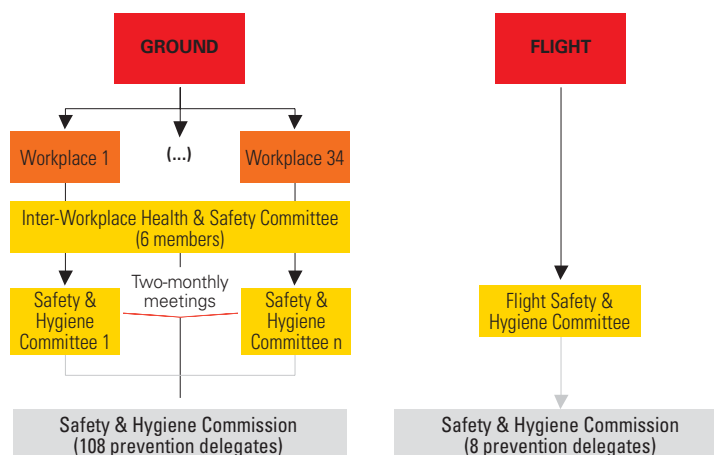 GROUND
FLIGHT
Workplace 1
(...)
Workplace 34
Inter-Workplace Health & Safety Committee
(6 members)
Two-monthly
meetings
Safety &
Hygiene
Committee 1
Safety &
Hygiene
Committee n
Flight Safety &
Hygiene Committee
Safety & Hygiene Commission
(108 prevention delegates)
Safety & Hygiene Commission
(8 prevention delegates)